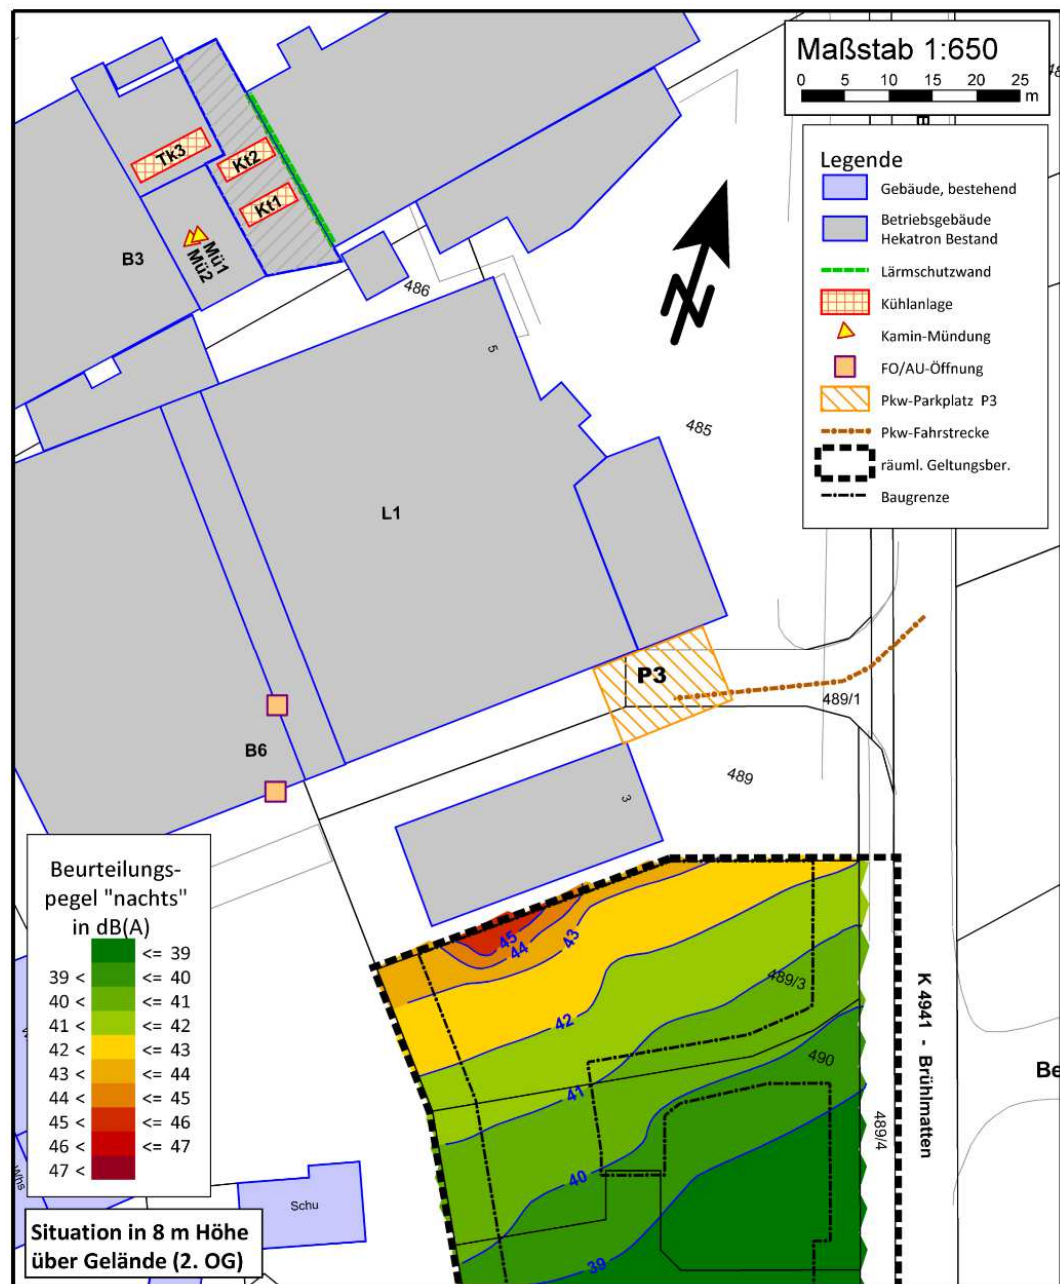 Maßstab 1:650
0 5 10 15 20 25
m
48
E
Legende
Gebäude, bestehend
Betriebsgebäude
Hekatron Bestand
Lärmschutzwand
Kühlanlage
Kamin-Mündung
FO/AU-Öffnung
Pkw-Parkplatz P3
Pkw-Fahrstrecke
räuml. Geltungsber.
Baugrenze
Tk3
Kt2
Kt1
Mü1
Mü2
B3
486
5
485
L1
P3
489/1
B6
489
3
45
44
43
42
489/3
490
41
40
39
489/4
K 4941 - Brühlmatten
Be
Beurteilungs-
pegel "nachts"
in dB(A)
<= 39
39 < <= 40
40 < <= 41
41 < <= 42
42 < <= 43
43 < <= 44
44 < <= 45
45 < <= 46
46 < <= 47
47 <
Whs
Schu
Situation in 8 m Höhe
über Gelände (2. OG)